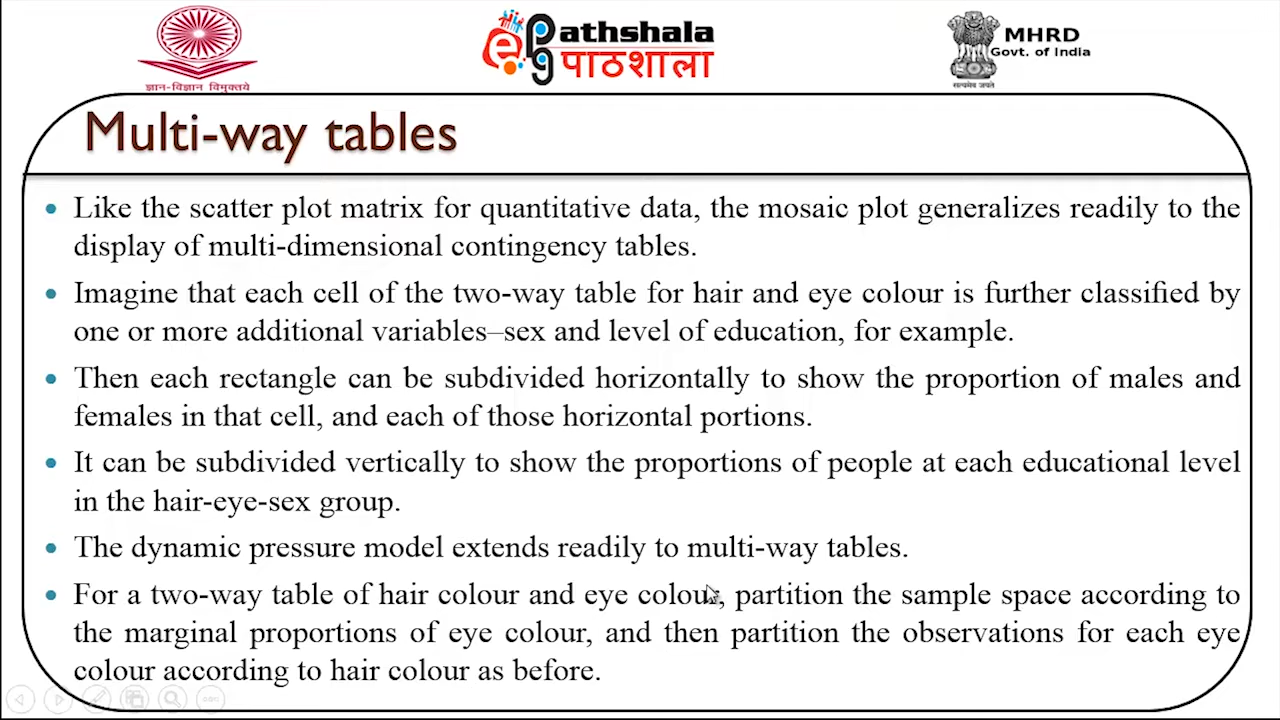 ज्ञान-विज्ञान विमुक्तये
e pg
athshala
पाठशाला
MHRD
Govt. of India
सत्यमेव जयते
Multi-way tables
• Like the scatter plot matrix for quantitative data, the mosaic plot generalizes readily to the
display of multi-dimensional contingency tables.
• Imagine that each cell of the two-way table for hair and eye colour is further classified by
one or more additional variables–sex and level of education, for example.
• Then each rectangle can be subdivided horizontally to show the proportion of males and
females in that cell, and each of those horizontal portions.
• It can be subdivided vertically to show the proportions of people at each educational level
in the hair-eye-sex group.
• The dynamic pressure model extends readily to multi-way tables.
• For a two-way table of hair colour and eye colour, partition the sample space according to
the marginal proportions of eye colour, and then partition the observations for each eye
colour according to hair colour as before.